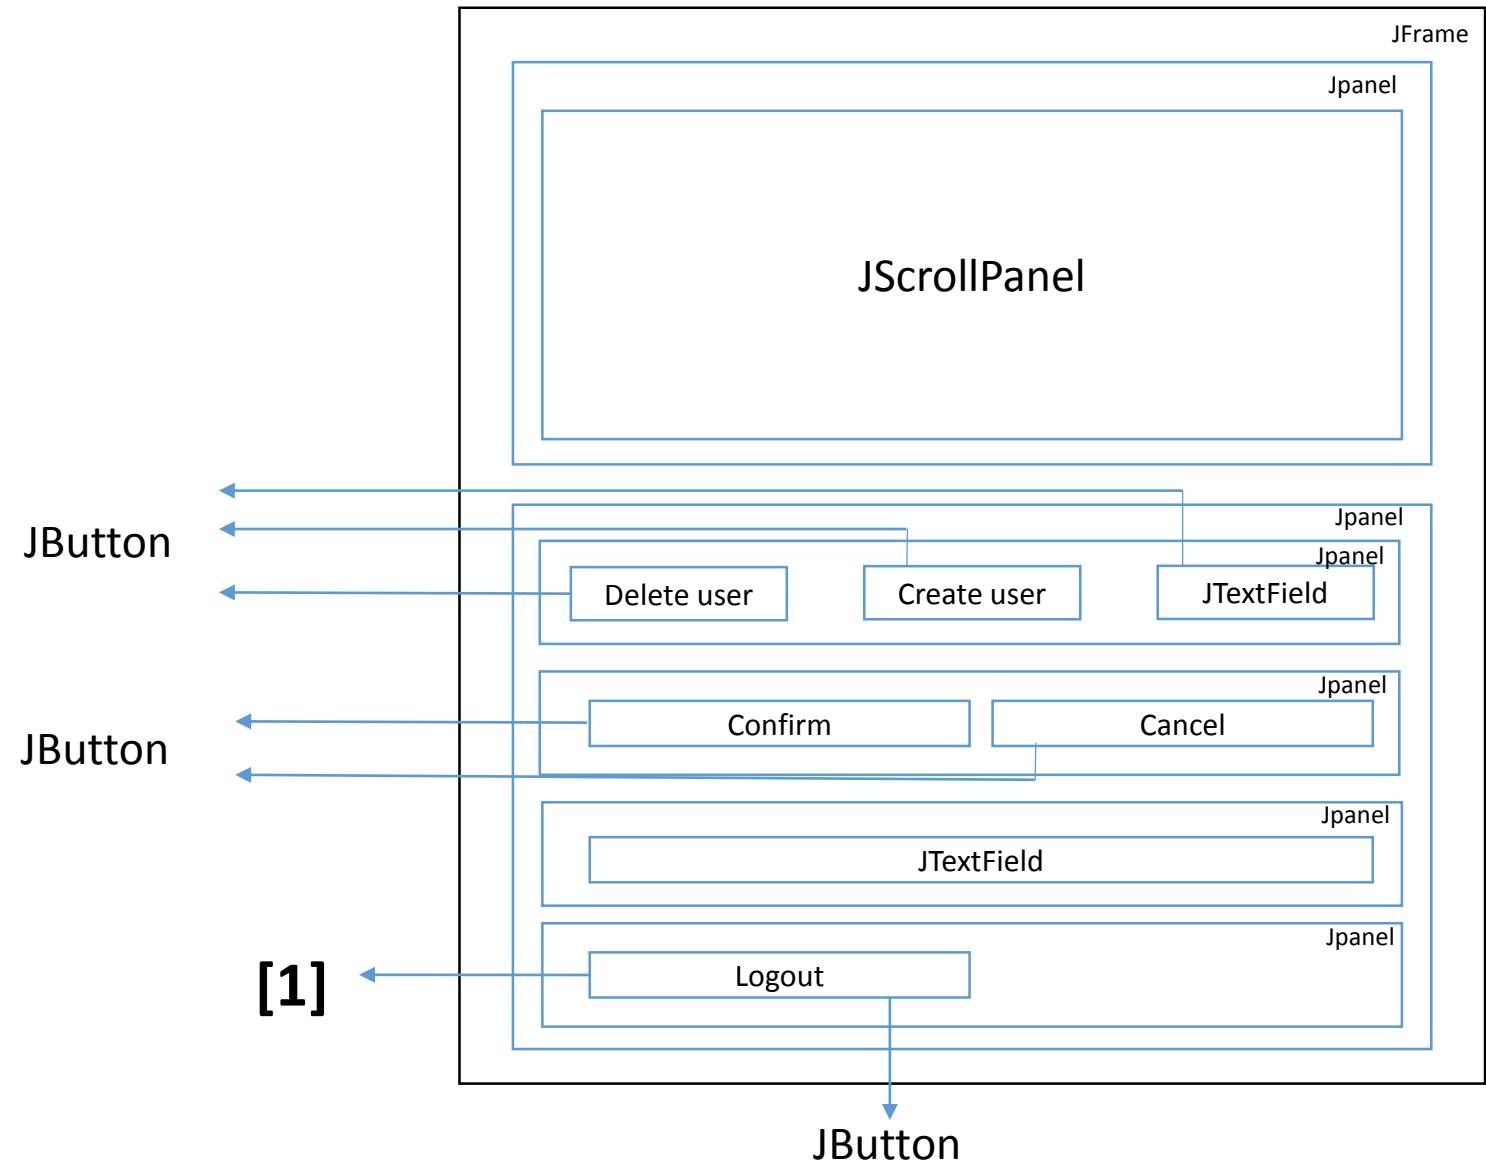 JFrame
Jpanel
JScrollPanel
Jpanel
JButton
Jpanel
Delete user
Create user
JTextField
Jpanel
Confirm
Cancel
JButton
Jpanel
JTextField
Jpanel
Logout
[1]
JButton